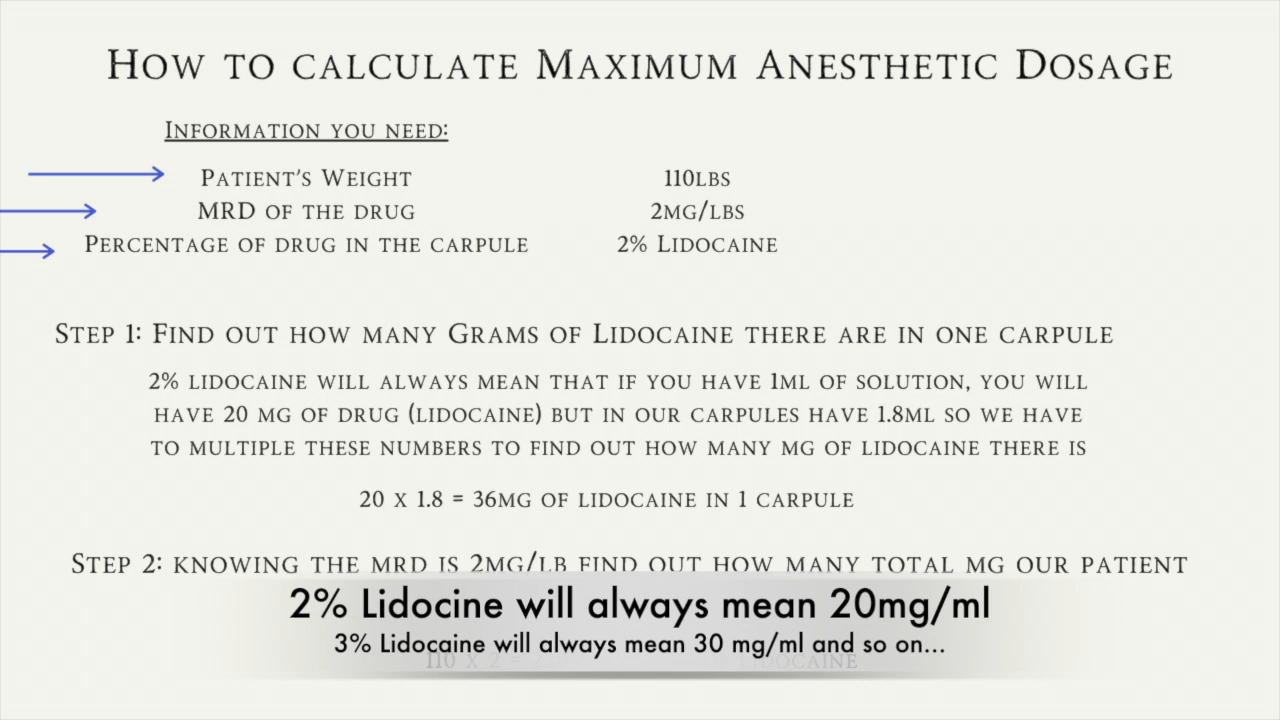 How to calculate Maximum Anesthetic Dosage
Information you need:
Patient's Weight 110lbs
MRD of the drug 2mg/lbs
Percentage of drug in the carpule 2% Lidocaine
Step 1: Find out how many Grams of Lidocaine there are in one carpule
2% lidocaine will always mean that if you have 1ml of solution, you will
have 20 mg of drug (lidocaine) but in our carpules have 1.8ml so we have
to multiple these numbers to find out how many mg of lidocaine there is
20 x 1.8 = 36mg of lidocaine in 1 carpule
Step 2: knowing the mrd is 2mg/lb find out how many total mg our patient
2% Lidocine will always mean 20mg/ml
3% Lidocaine will always mean 30 mg/ml and so on...
110 x 2 = lidocaine